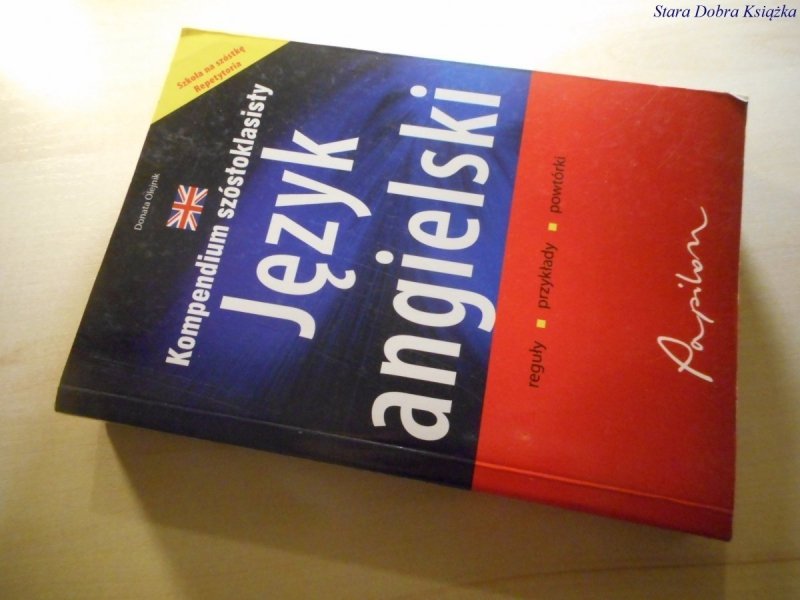 Stara Dobra Książka
Szkoła na szóstkę
Repetytoria
Donata Olejnik
Kompendium szóstoklasisty
Język
angielski
reguły ▪ przykłady ▪ powtórki
Papilon